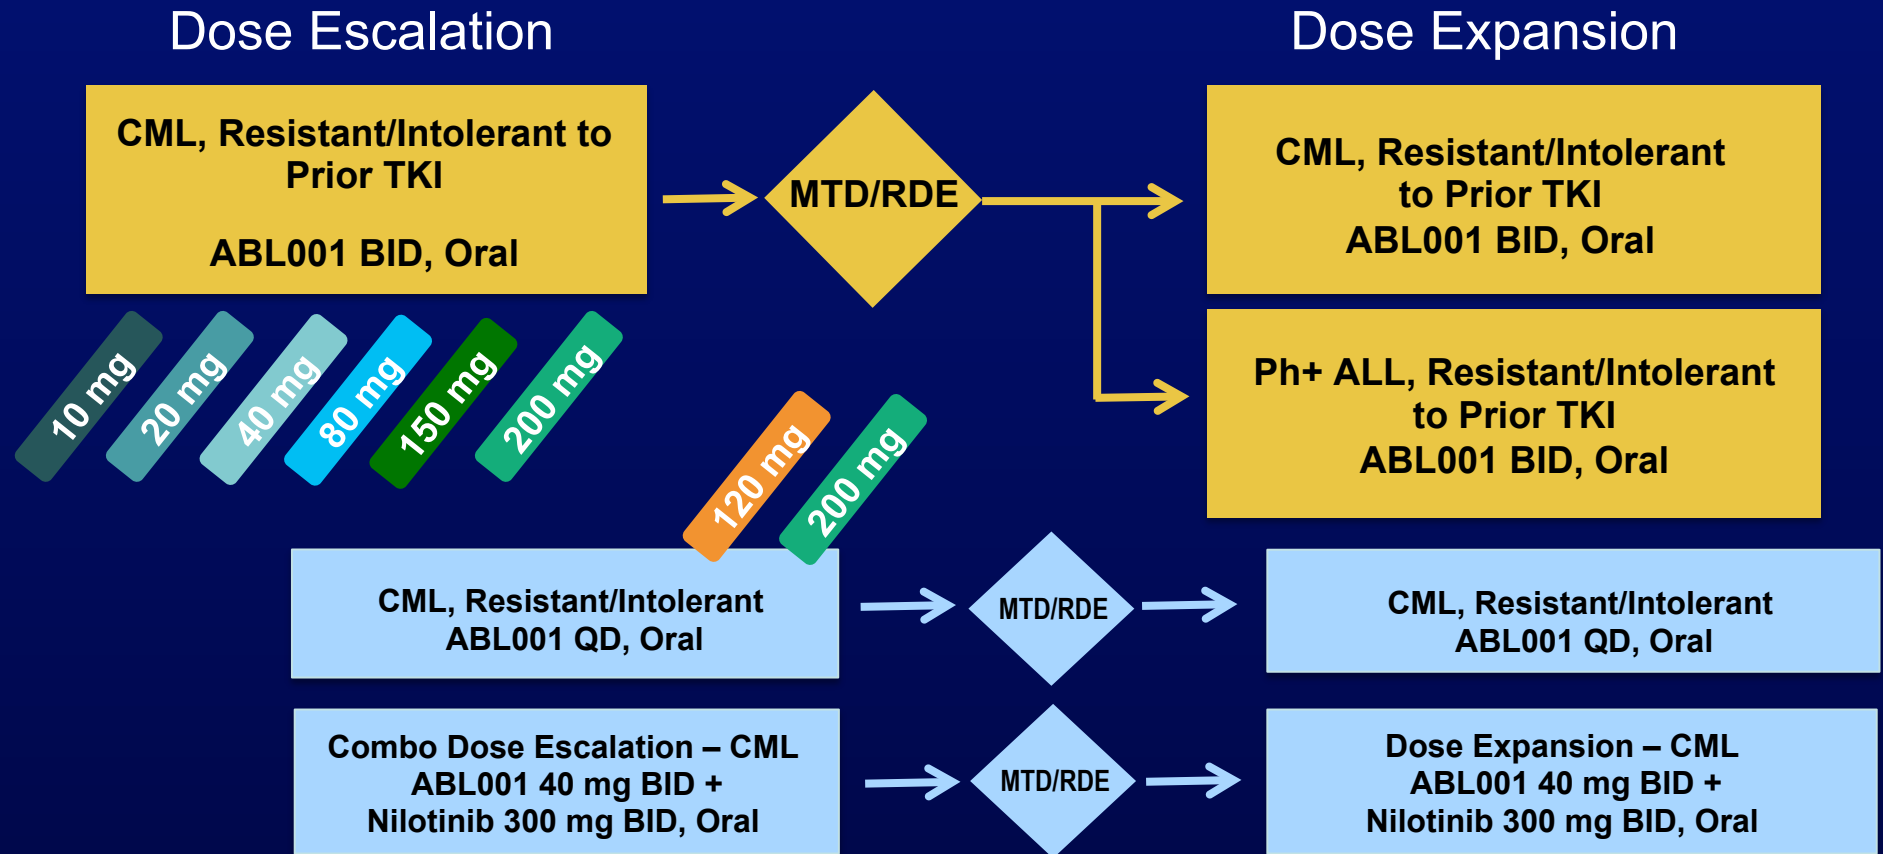 Dose Escalation
Dose Expansion
CML, Resistant/Intolerant to
Prior TKI
ABL001 BID, Oral
MTD/RDE
CML, Resistant/Intolerant
to Prior TKI
ABL001 BID, Oral
10 mg
20 mg
40 mg
80 mg
150 mg
200 mg
Ph+ ALL, Resistant/Intolerant
to Prior TKI
ABL001 BID, Oral
120 mg
200 mg
CML, Resistant/Intolerant
ABL001 QD, Oral
MTD/RDE
CML, Resistant/Intolerant
ABL001 QD, Oral
Combo Dose Escalation – CML
ABL001 40 mg BID +
Nilotinib 300 mg BID, Oral
MTD/RDE
Dose Expansion – CML
ABL001 40 mg BID +
Nilotinib 300 mg BID, Oral